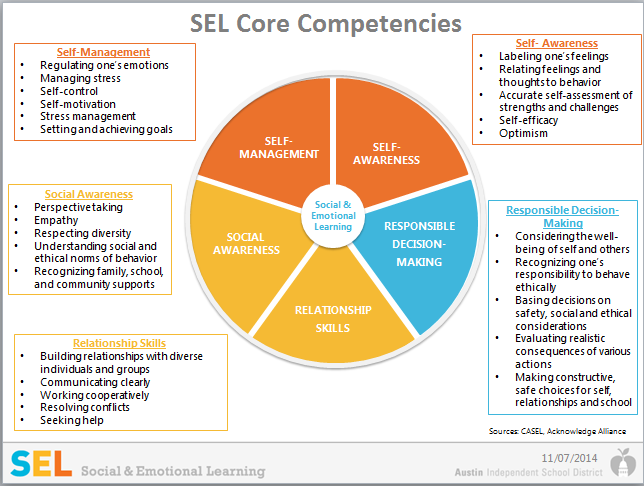 SEL Core Competencies
Self-Management
• Regulating one's emotions
• Managing stress
• Self-control
• Self-motivation
• Stress management
• Setting and achieving goals
Self- Awareness
• Labeling one's feelings
• Relating feelings and
thoughts to behavior
• Accurate self-assessment of
strengths and challenges
• Self-efficacy
• Optimism
SELF-
MANAGEMENT
SELF-
AWARENESS
Social &
Emotional
Learning
SOCIAL
AWARENESS
RESPONSIBLE
DECISION-
MAKING
RELATIONSHIP
SKILLS
Social Awareness
• Perspective taking
• Empathy
• Respecting diversity
• Understanding social and
ethical norms of behavior
• Recognizing family, school,
and community supports
Responsible Decision-
Making
• Considering the well-
being of self and others
• Recognizing one's
responsibility to behave
ethically
• Basing decisions on
safety, social and ethical
considerations
• Evaluating realistic
consequences of various
actions
• Making constructive,
safe choices for self,
relationships and school
Relationship Skills
• Building relationships with diverse
individuals and groups
• Communicating clearly
• Working cooperatively
• Resolving conflicts
• Seeking help
Sources: CASEL, Acknowledge Alliance
SEL Social & Emotional Learning
11/07/2014
Austin Independent School District